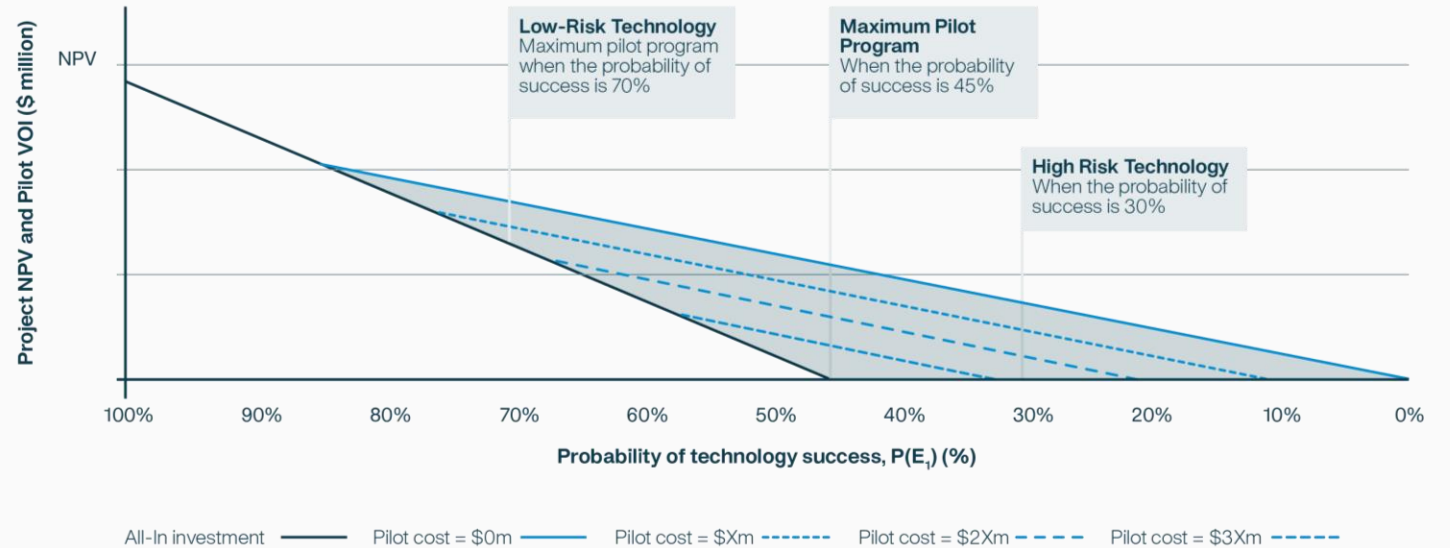 Low-Risk Technology
Maximum pilot program
when the probability of
success is 70%
Maximum Pilot
Program
When the probability
of success is 45%
High Risk Technology
When the probability of
success is 30%
Project NPV and Pilot VOI ($ million)
NPV
100% 90% 80% 70% 60% 50% 40% 30% 20% 10% 0%
Probability of technology success, P(E₁) (%)
All-In investment Pilot cost = $0m Pilot cost = $Xm Pilot cost = $2Xm Pilot cost = $3Xm